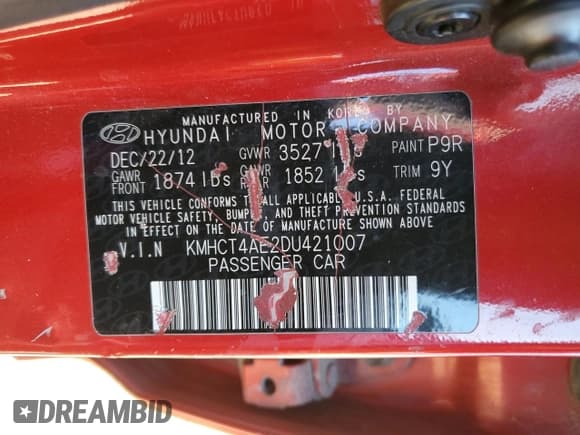 MANUFACTURED IN KOREA BY
HYUNDAI MOTOR COMPANY
DEC/22/12 GVWR 3527 PAINT P9R
GAWR FRONT 1874 lbs GAWR 1852 TRIM 9Y
THIS VEHICLE CONFORMS TO ALL APPLICABLE U.S.A. FEDERAL
MOTOR VEHICLE SAFETY, BUMPER, AND THEFT PREVENTION STANDARDS
IN EFFECT ON THE DATE OF MANUFACTURE SHOWN ABOVE.
V.I.N KMHCT4AE2DU421007
PASSENGER CAR
DREAMBID